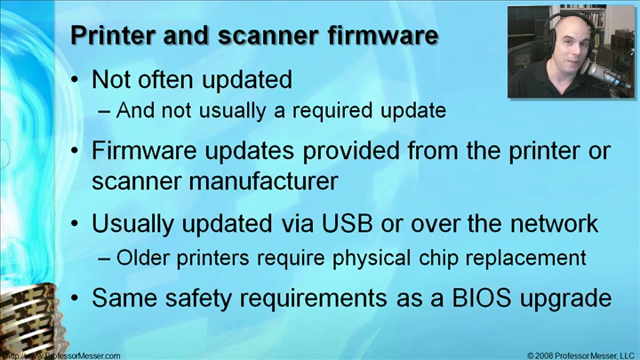 Printer and scanner firmware
• Not often updated
– And not usually a required update
• Firmware updates provided from the printer or
scanner manufacturer
• Usually updated via USB or over the network
– Older printers require physical chip replacement
• Same safety requirements as a BIOS upgrade
http://www.ProfessorMesser.com
© 2008 Professor Messer, LLC